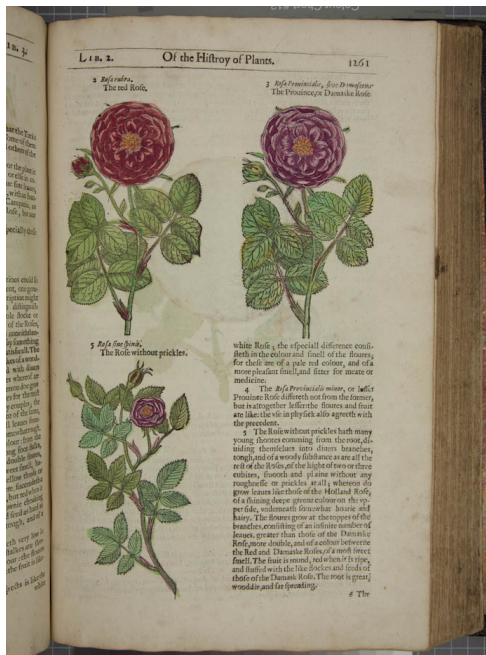 LIB. 2.
Of the Histroy of Plants.
1261
2 Rosa rubra.
The red Rose.
3 Rosa Provincialis, sive Damascena
The Province, or Damaske Rose.
5 Rosa sine spinis.
The Rose without prickles.
white Rose; the especiall difference consi-
steth in the colour and smell of the floures;
for these are of a pale red colour, and of a
more pleasant smell, and fitter for meate or
medicine.
4 The Rosa Provincialis minor, or lesser
Province Rose differeth not from the former,
but is altogether lesser: the floures and fruit
are like: the vse in physick also agreeth with
the precedent.
5 The Rose without prickles hath many
young shootes comming from the root, di-
uiding themselues into diuers branches,
tough, and of a woody substance as are all the
rest of the Roses, of the hight of two or three
cubites, smooth and plaine without any
roughnesse or prickles at all; whereon do
grow leaues like those of the Holland Rose,
of a shining deepe greene colour on the vp-
per side, vnderneath somewhat hoarie and
hairy. The floures grow at the toppes of the
branches, consisting of an infinite number of
leaues, greater than those of the Damaske
Rose, more double, and of a colour betweene
the Red and Damaske Roses, of a most sweet
smell. The fruit is round, red when it is ripe,
and stuffed with the like flockes and seeds of
those of the Damask Rose. The root is great,
wooddie, and far spreading.
6 The